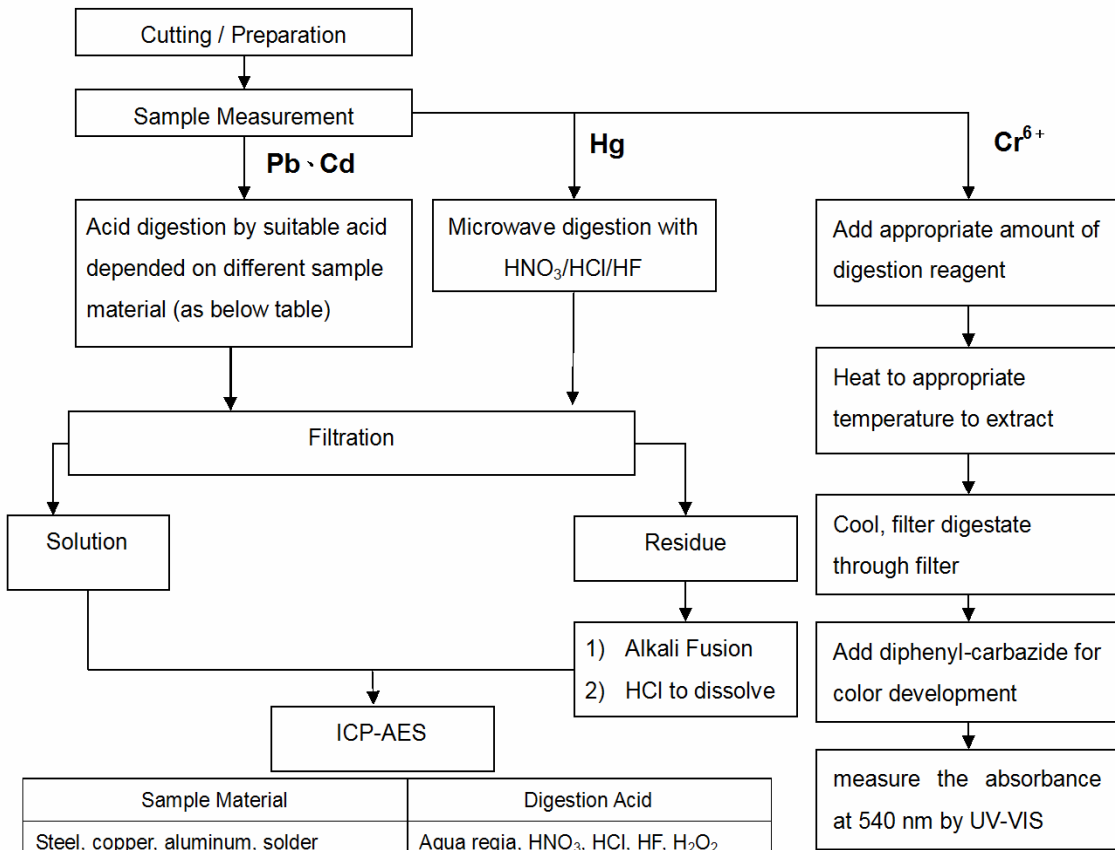 Cutting / Preparation
Sample Measurement
Pb、Cd
Hg
Cr⁶⁺
Acid digestion by suitable acid
depended on different sample
material (as below table)
Microwave digestion with
HNO₃/HCl/HF
Add appropriate amount of
digestion reagent
Heat to appropriate
temperature to extract
Filtration
Solution
Residue
Cool, filter digestate
through filter
1) Alkali Fusion
2) HCl to dissolve
Add diphenyl-carbazide for
color development
ICP-AES
measure the absorbance
at 540 nm by UV-VIS
Sample Material
Digestion Acid
Steel, copper, aluminum, solder
Aqua regia, HNO₃, HCl, HF, H₂O₂